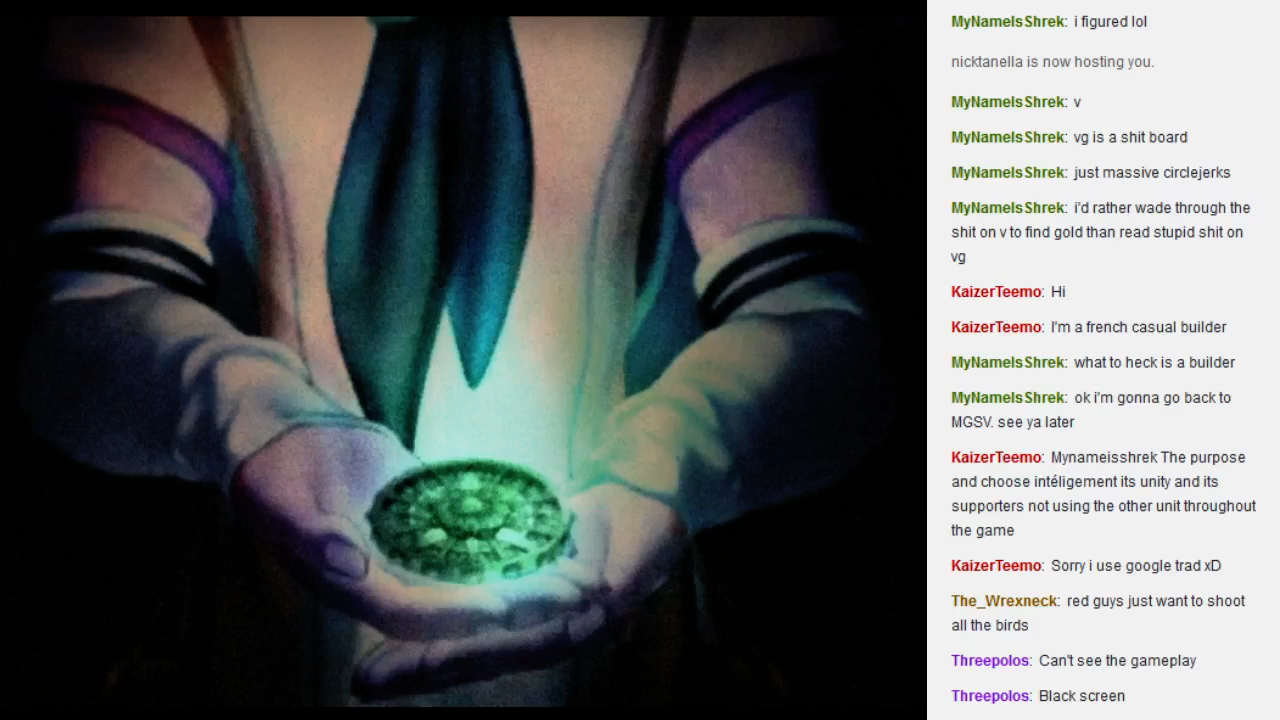 MyNameIsShrek: i figured lol
nicktanella is now hosting you.
MyNameIsShrek: v
MyNameIsShrek: vg is a shit board
MyNameIsShrek: just massive circlejerks
MyNameIsShrek: i'd rather wade through the
shit on v to find gold than read stupid shit on
vg
KaizerTeemo: Hi
KaizerTeemo: I'm a french casual builder
MyNameIsShrek: what to heck is a builder
MyNameIsShrek: ok i'm gonna go back to
MGSV. see ya later
KaizerTeemo: Mynameisshrek The purpose
and choose intéligement its unity and its
supporters not using the other unit throughout
the game
KaizerTeemo: Sorry i use google trad xD
The_Wrexneck: red guys just want to shoot
all the birds
Threepolos: Can't see the gameplay
Threepolos: Black screen